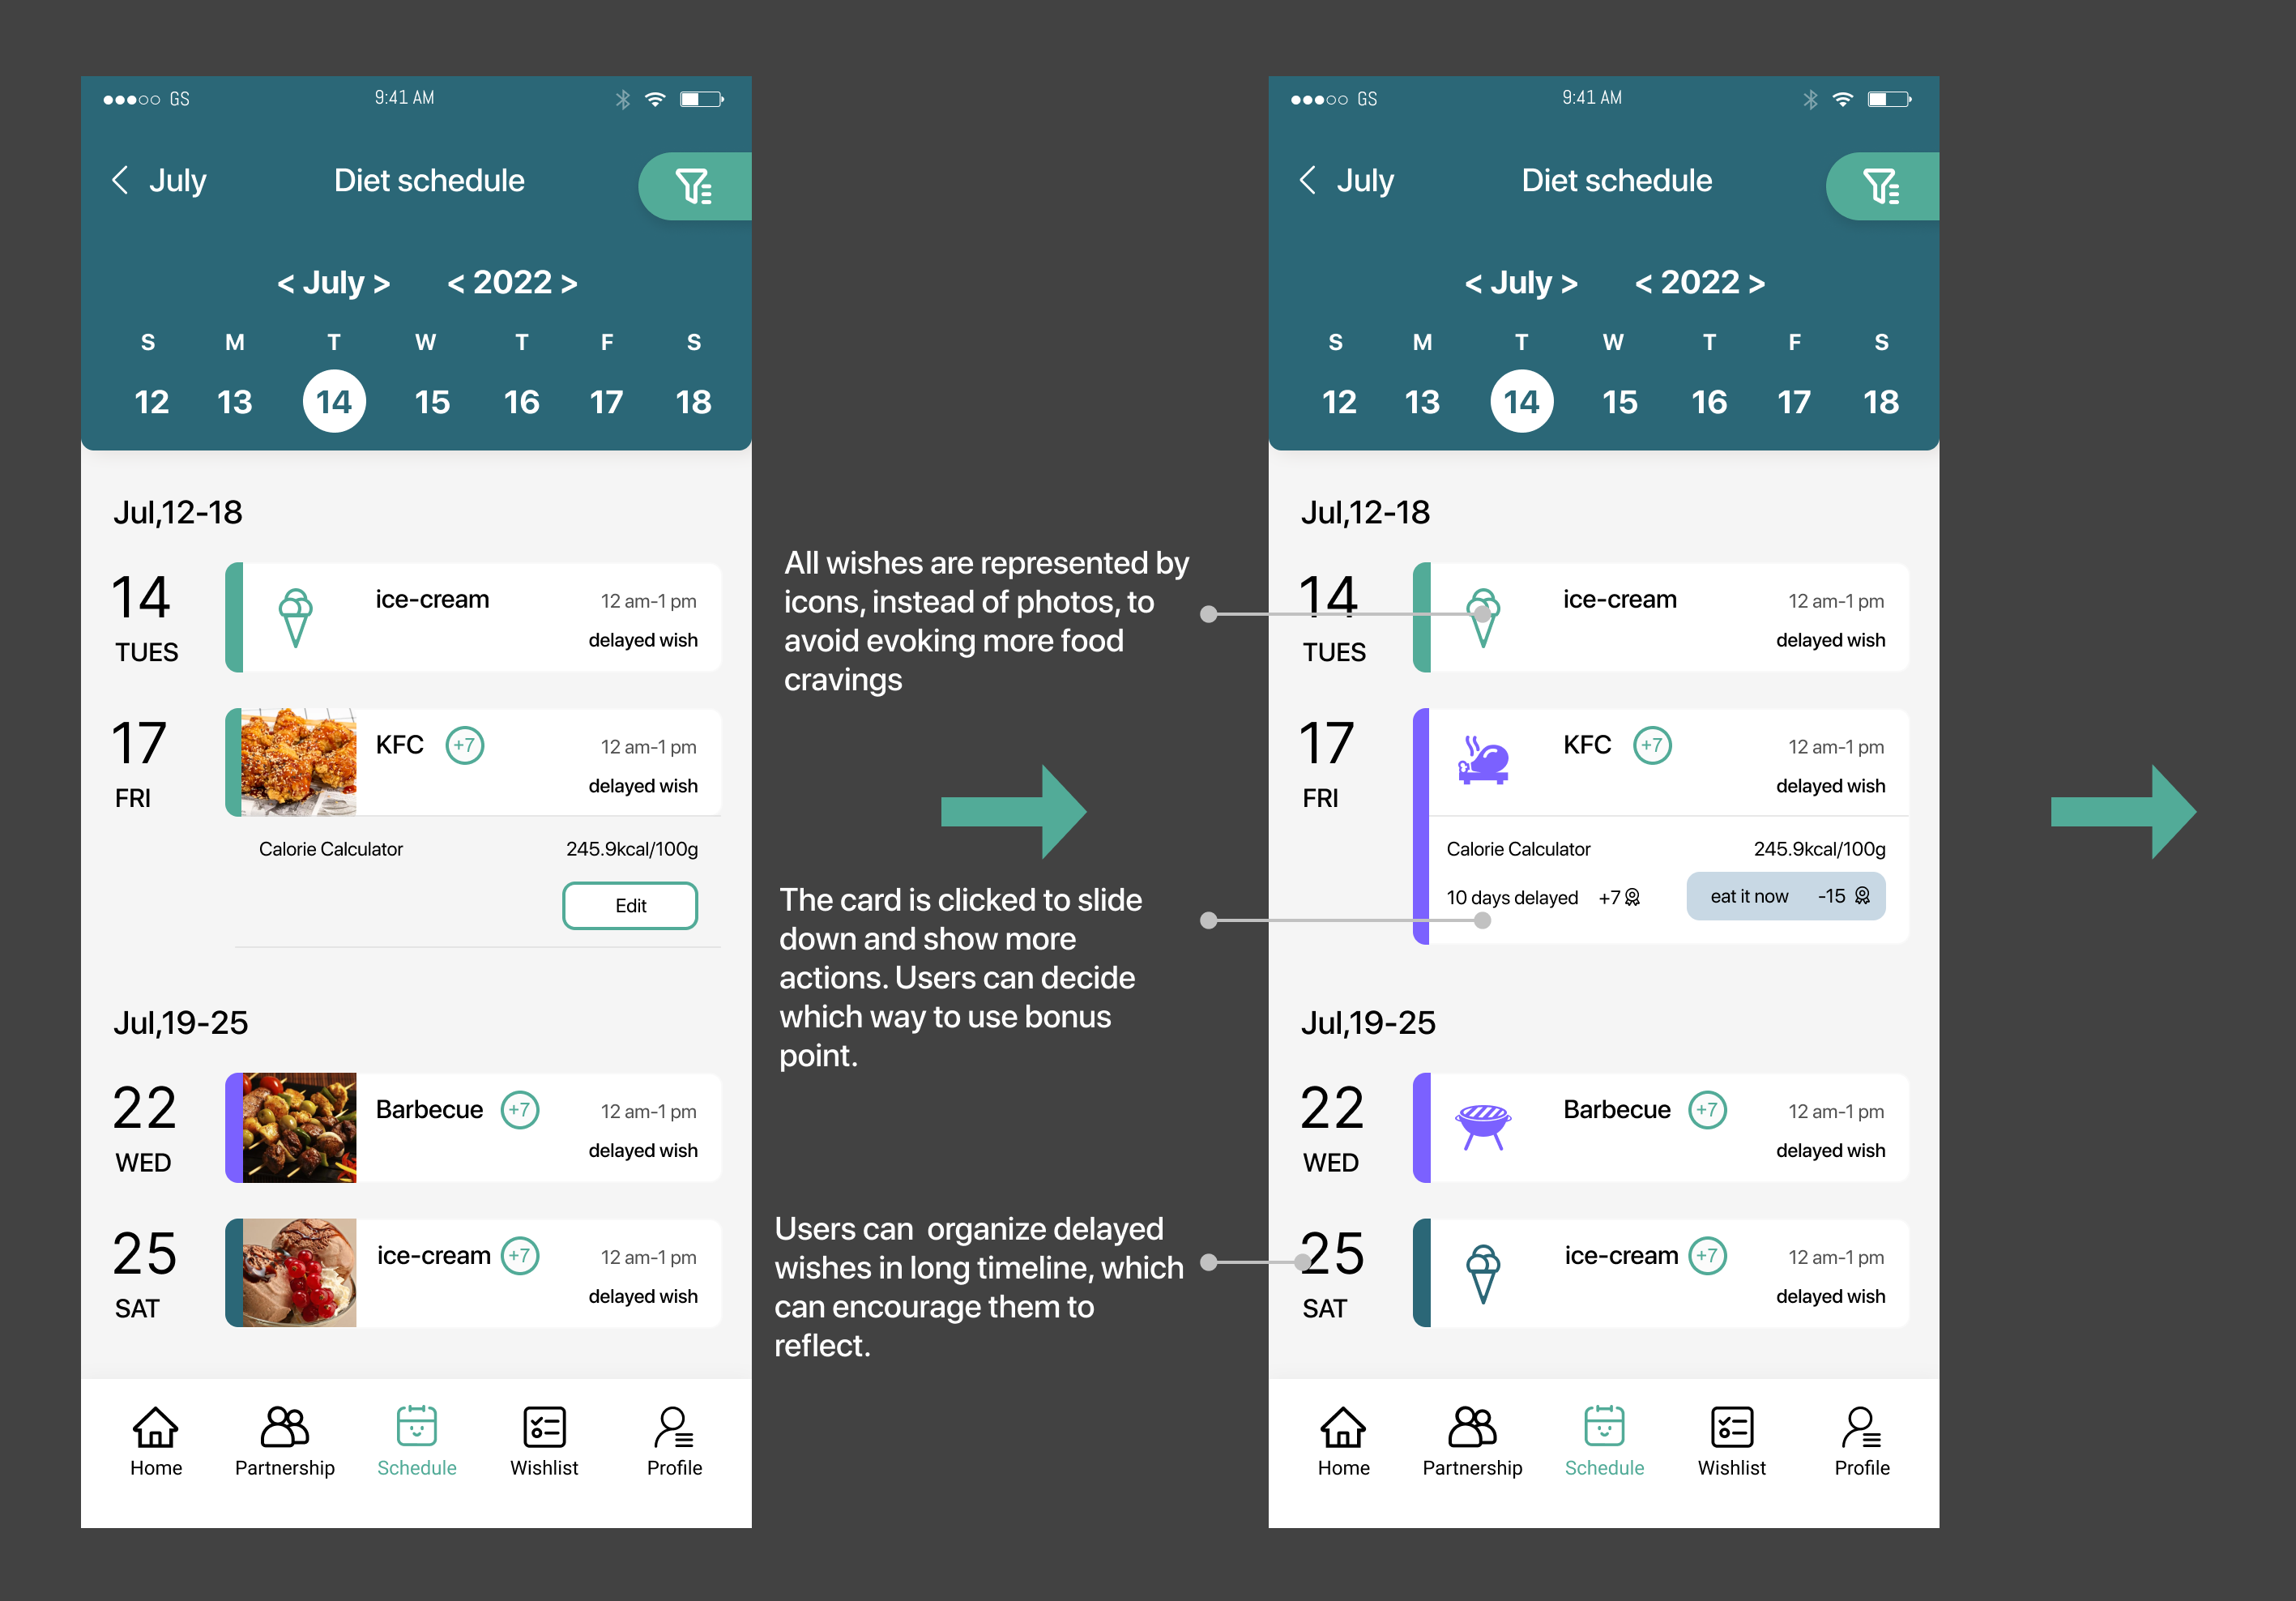 GS 9:41 AM
July Diet schedule
< July > < 2022 >
S M T W T F S
12 13 14 15 16 17 18
Jul,12-18
14 ice-cream 12 am-1 pm
TUES delayed wish
17 KFC +7 12 am-1 pm
FRI delayed wish
Calorie Calculator 245.9kcal/100g
Edit
Jul,19-25
22 Barbecue +7 12 am-1 pm
WED delayed wish
25 ice-cream +7 12 am-1 pm
SAT delayed wish
Home Partnership Schedule Wishlist Profile
All wishes are represented by
icons, instead of photos, to
avoid evoking more food
cravings
The card is clicked to slide
down and show more
actions. Users can decide
which way to use bonus
point.
Users can  organize delayed
wishes in long timeline, which
can encourage them to
reflect.
GS 9:41 AM
July Diet schedule
< July > < 2022 >
S M T W T F S
12 13 14 15 16 17 18
Jul,12-18
14 ice-cream 12 am-1 pm
TUES delayed wish
17 KFC +7 12 am-1 pm
FRI delayed wish
Calorie Calculator 245.9kcal/100g
10 days delayed +7 eat it now -15
Jul,19-25
22 Barbecue +7 12 am-1 pm
WED delayed wish
25 ice-cream +7 12 am-1 pm
SAT delayed wish
Home Partnership Schedule Wishlist Profile